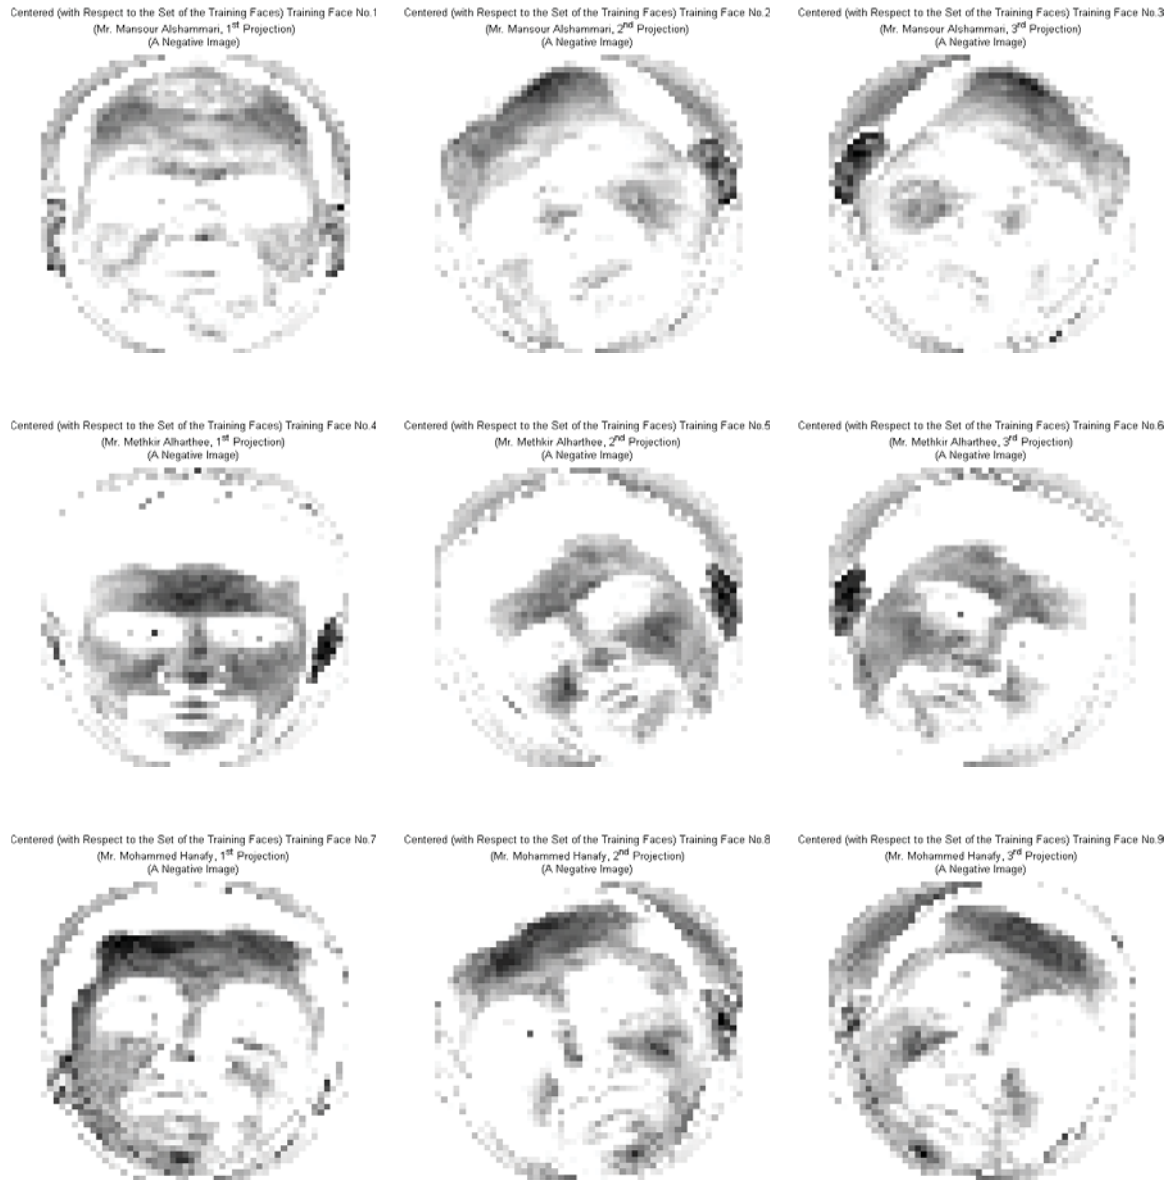 Centered (with Respect to the Set of the Training Faces) Training Face No.1
(Mr. Mansour Alshammari, 1st Projection)
(A Negative Image)
Centered (with Respect to the Set of the Training Faces) Training Face No.2
(Mr. Mansour Alshammari, 2nd Projection)
(A Negative Image)
Centered (with Respect to the Set of the Training Faces) Training Face No.3
(Mr. Mansour Alshammari, 3rd Projection)
(A Negative Image)
Centered (with Respect to the Set of the Training Faces) Training Face No.4
(Mr. Methkir Alharthee, 1st Projection)
(A Negative Image)
Centered (with Respect to the Set of the Training Faces) Training Face No.5
(Mr. Methkir Alharthee, 2nd Projection)
(A Negative Image)
Centered (with Respect to the Set of the Training Faces) Training Face No.6
(Mr. Methkir Alharthee, 3rd Projection)
(A Negative Image)
Centered (with Respect to the Set of the Training Faces) Training Face No.7
(Mr. Mohammed Hanafy, 1st Projection)
(A Negative Image)
Centered (with Respect to the Set of the Training Faces) Training Face No.8
(Mr. Mohammed Hanafy, 2nd Projection)
(A Negative Image)
Centered (with Respect to the Set of the Training Faces) Training Face No.9
(Mr. Mohammed Hanafy, 3rd Projection)
(A Negative Image)